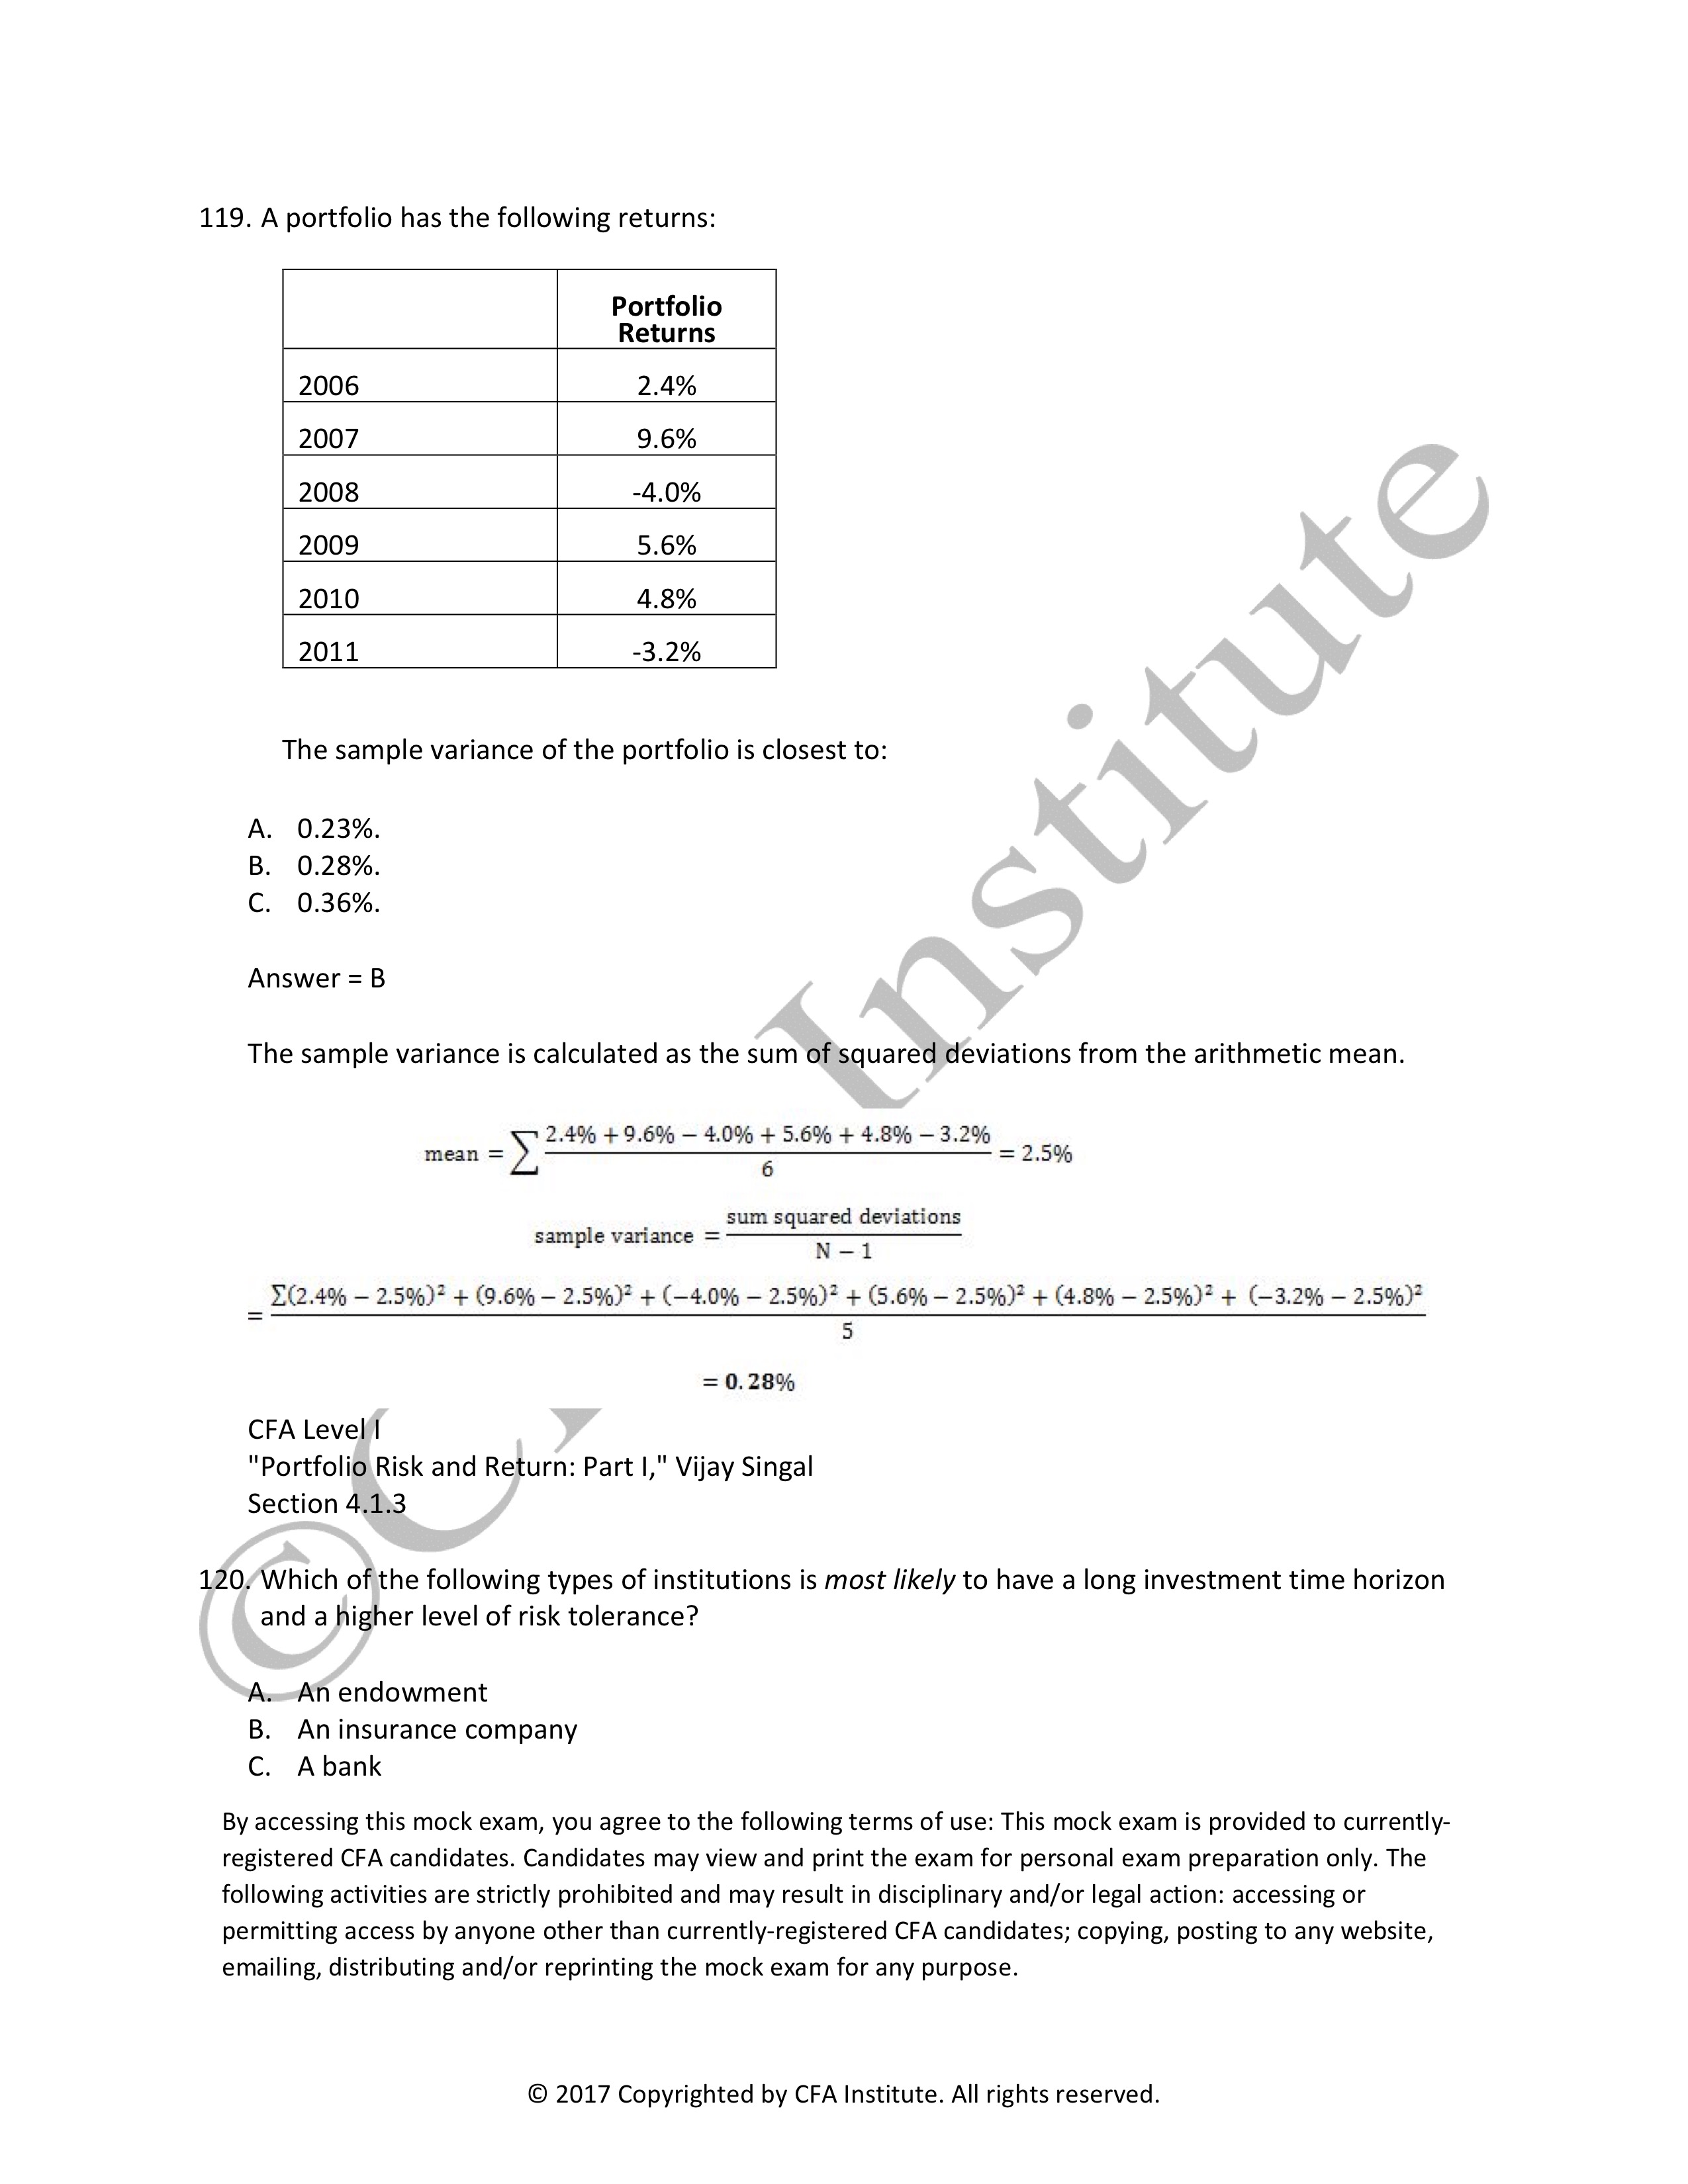 119. A portfolio has the following returns:
Portfolio
Returns
2006 2.4%
2007 9.6%
2008 -4.0%
2009 5.6%
2010 4.8%
2011 -3.2%
The sample variance of the portfolio is closest to:
A. 0.23%.
B. 0.28%.
C. 0.36%.
Answer = B
The sample variance is calculated as the sum of squared deviations from the arithmetic mean.
mean = ∑ (2.4% + 9.6% − 4.0% + 5.6% + 4.8% − 3.2%) / 6 = 2.5%
sample variance = sum squared deviations / N − 1
= Σ(2.4% − 2.5%)² + (9.6% − 2.5%)² + (−4.0% − 2.5%)² + (5.6% − 2.5%)² + (4.8% − 2.5%)² + (−3.2% − 2.5%)² / 5
= 0.28%
CFA Level I
"Portfolio Risk and Return: Part I," Vijay Singal
Section 4.1.3
120. Which of the following types of institutions is most likely to have a long investment time horizon
and a higher level of risk tolerance?
A. An endowment
B. An insurance company
C. A bank
By accessing this mock exam, you agree to the following terms of use: This mock exam is provided to currently-
registered CFA candidates. Candidates may view and print the exam for personal exam preparation only. The
following activities are strictly prohibited and may result in disciplinary and/or legal action: accessing or
permitting access by anyone other than currently-registered CFA candidates; copying, posting to any website,
emailing, distributing and/or reprinting the mock exam for any purpose.
© 2017 Copyrighted by CFA Institute. All rights reserved.
© C Institute